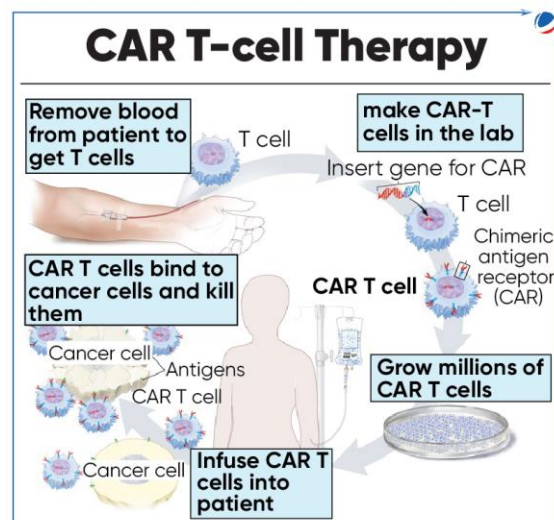 CAR T-cell Therapy
Remove blood
from patient to
get T cells
T cell
make CAR-T
cells in the lab
Insert gene for CAR
T cell
Chimeric
antigen
receptor
(CAR)
CAR T cell
Grow millions of
CAR T cells
Infuse CAR T
cells into
patient
CAR T cells bind to
cancer cells and kill
them
Cancer cell
Antigens
CAR T cell
Cancer cell